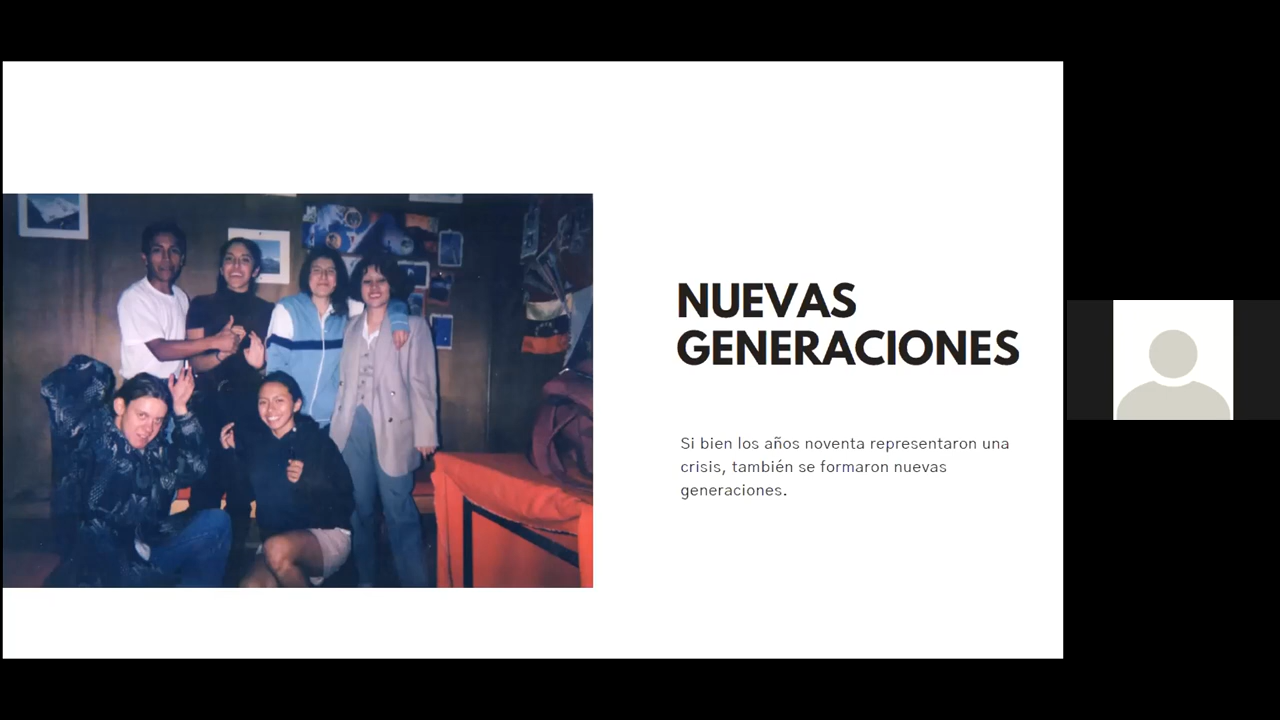 NUEVAS
GENERACIONES
Si bien los años noventa representaron una
crisis, también se formaron nuevas
generaciones.